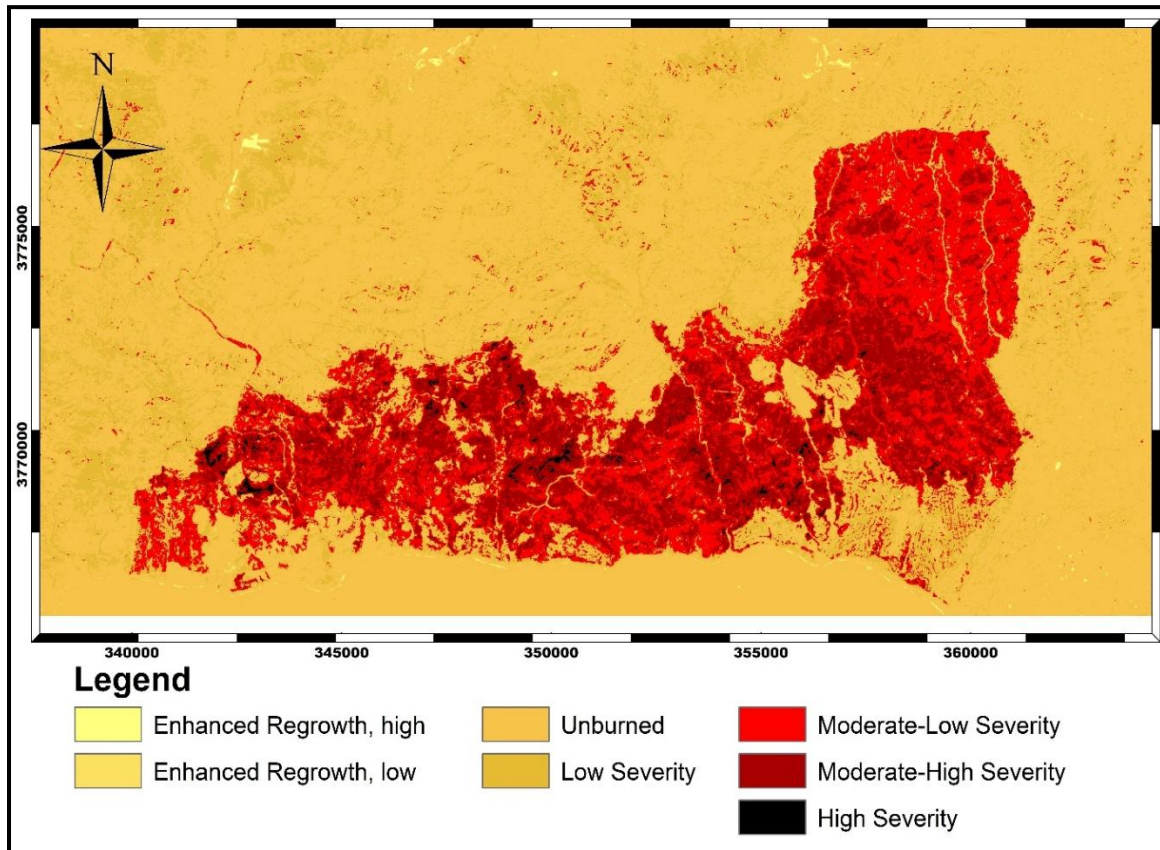 N
3775000
3770000
340000 345000 350000 355000 360000
Legend
Enhanced Regrowth, high
Enhanced Regrowth, low
Unburned
Low Severity
Moderate-Low Severity
Moderate-High Severity
High Severity